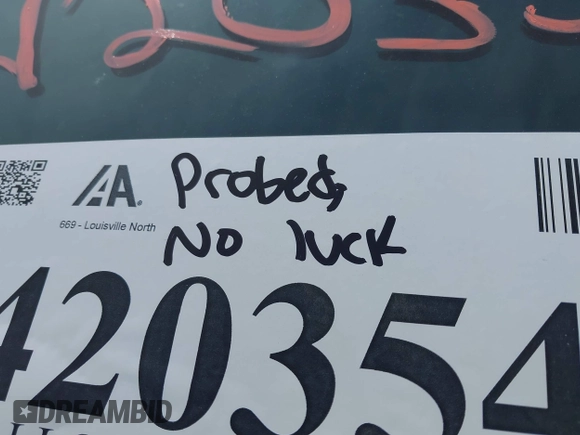 IAA.
Probed,
669 - Louisville North
No luck
420354
DREAMBID